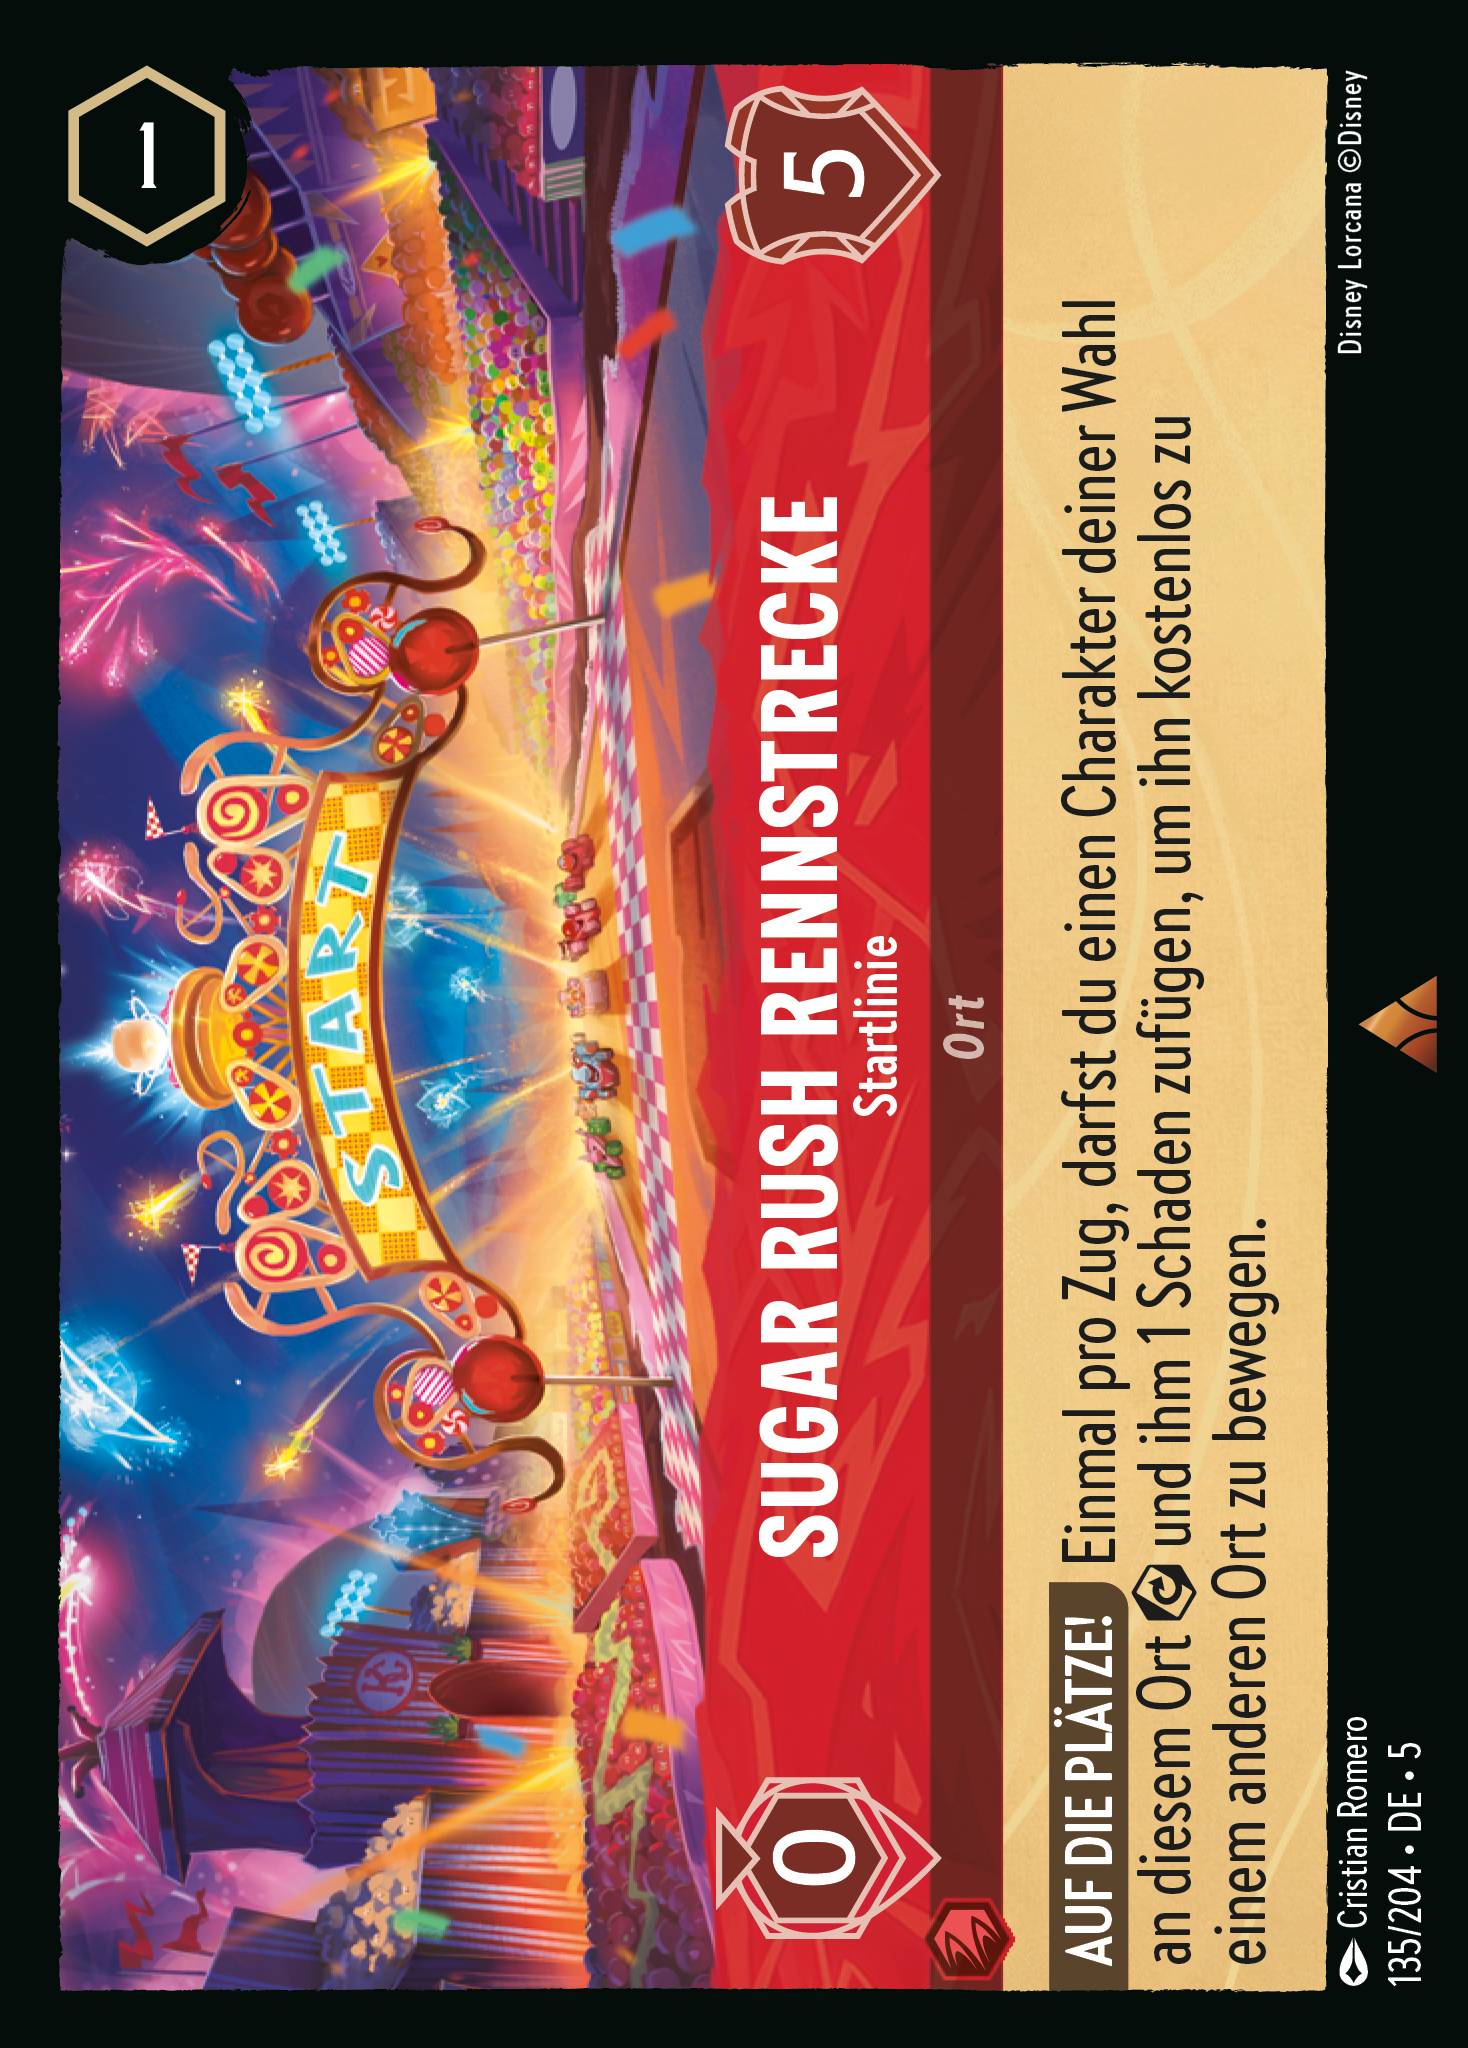 1
START
K
0
SUGAR RUSH RENNSTRECKE
5
Startlinie
Ort
AUF DIE PLÄTZE! Einmal pro Zug, darfst du einen Charakter deiner Wahl
an diesem Ort und ihm 1 Schaden zufügen, um ihn kostenlos zu
einem anderen Ort zu bewegen.
Cristian Romero
135/204 • DE • 5
Disney Lorcana ©Disney